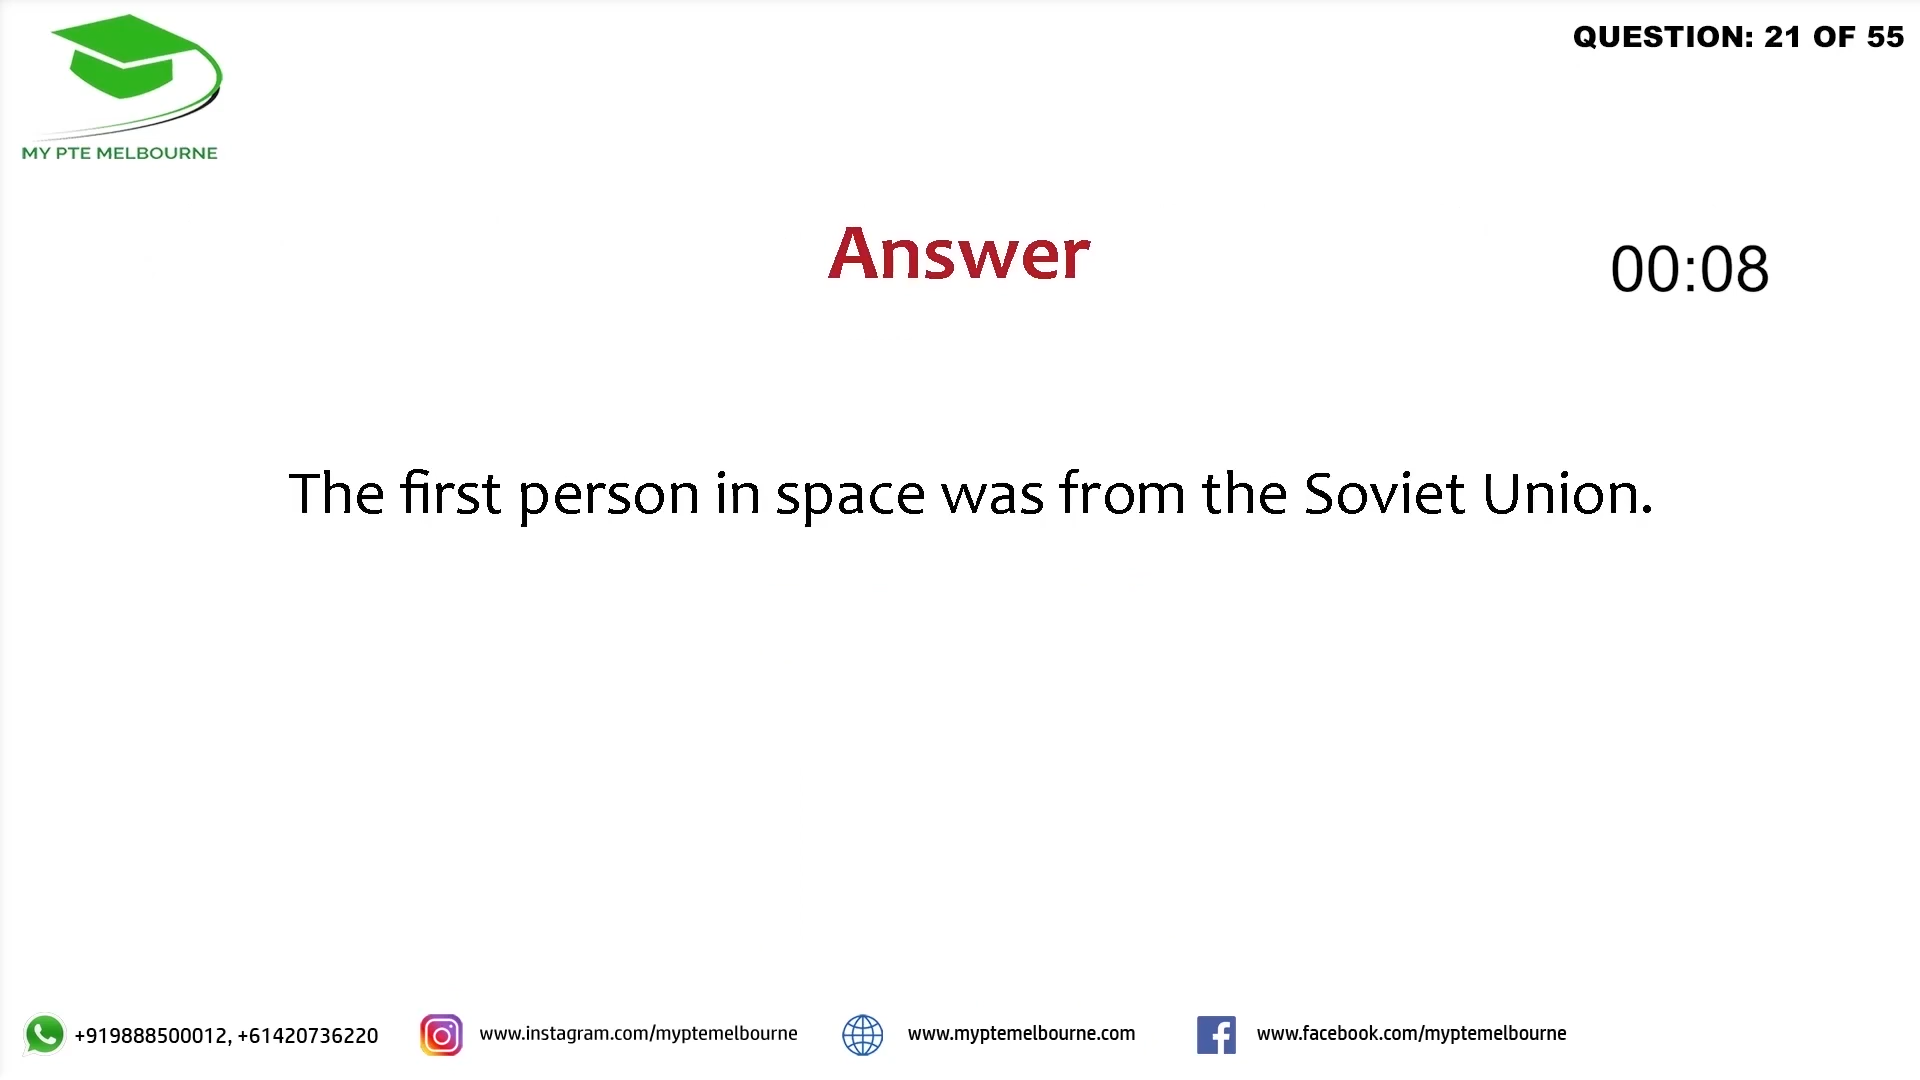 QUESTION: 21 OF 55
MY PTE MELBOURNE
Answer
00:08
The first person in space was from the Soviet Union.
+919888500012, +61420736220
www.instagram.com/myptemelbourne
www.myptemelbourne.com
www.facebook.com/myptemelbourne